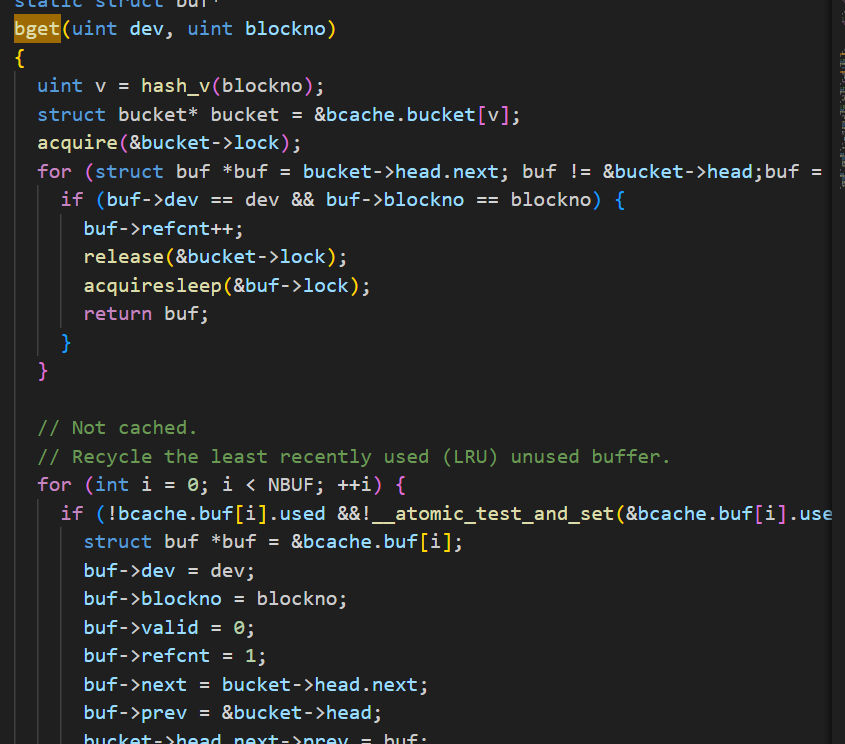 static struct buf*
bget(uint dev, uint blockno)
{
  uint v = hash_v(blockno);
  struct bucket* bucket = &bcache.bucket[v];
  acquire(&bucket->lock);
  for (struct buf *buf = bucket->head.next; buf != &bucket->head;buf =
    if (buf->dev == dev && buf->blockno == blockno) {
      buf->refcnt++;
      release(&bucket->lock);
      acquiresleep(&buf->lock);
      return buf;
    }
  }
  // Not cached.
  // Recycle the least recently used (LRU) unused buffer.
  for (int i = 0; i < NBUF; ++i) {
    if (!bcache.buf[i].used &&!__atomic_test_and_set(&bcache.buf[i].use
      struct buf *buf = &bcache.buf[i];
      buf->dev = dev;
      buf->blockno = blockno;
      buf->valid = 0;
      buf->refcnt = 1;
      buf->next = bucket->head.next;
      buf->prev = &bucket->head;
      bucket->head.next->prev = buf;